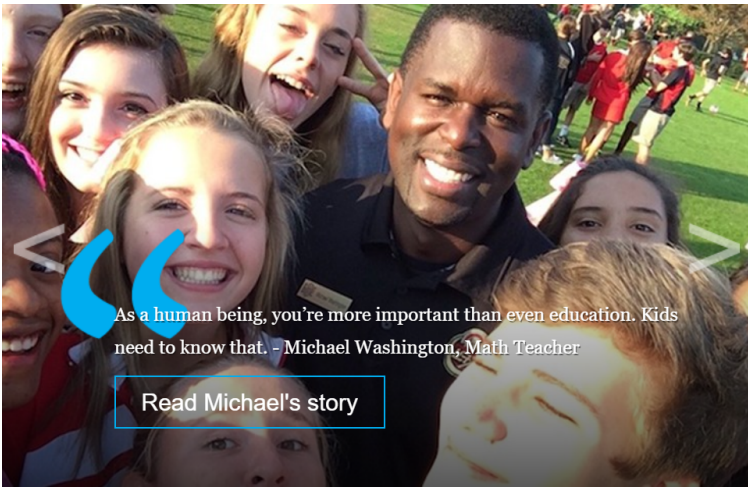 As a human being, you’re more important than even education. Kids
need to know that. - Michael Washington, Math Teacher
Read Michael's story